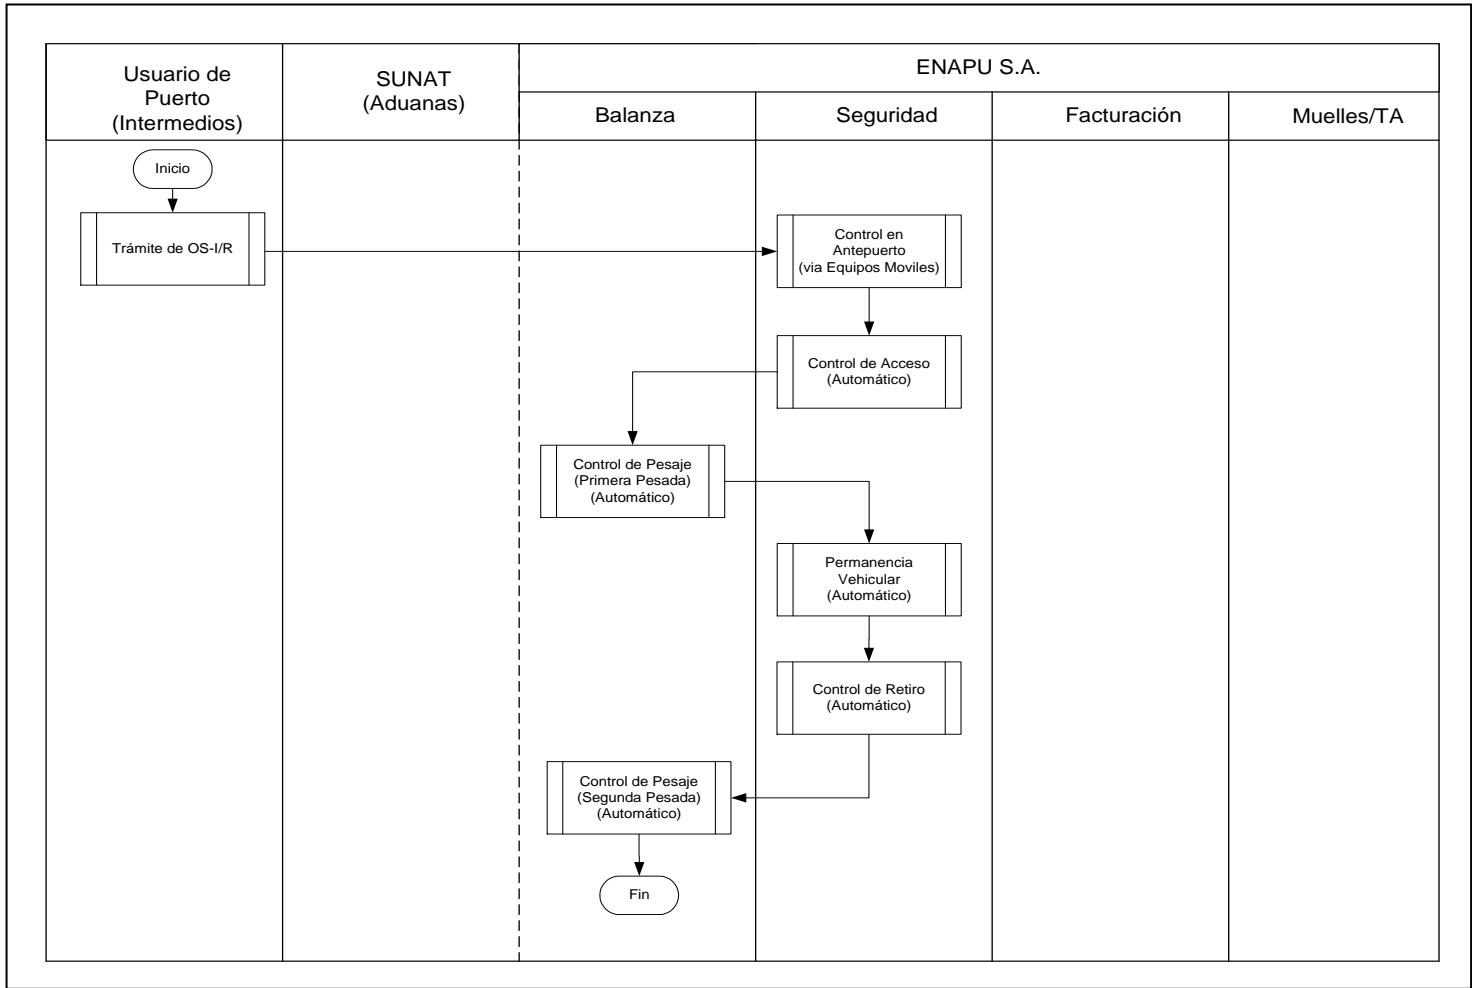 Usuario de
Puerto
(Intermedios)
SUNAT
(Aduanas)
ENAPU S.A.
Balanza
Seguridad
Facturación
Muelles/TA
Inicio
Trámite de OS-I/R
Control en
Antepuerto
(via Equipos Moviles)
Control de Acceso
(Automático)
Control de Pesaje
(Primera Pesada)
(Automático)
Permanencia
Vehicular
(Automático)
Control de Retiro
(Automático)
Control de Pesaje
(Segunda Pesada)
(Automático)
Fin